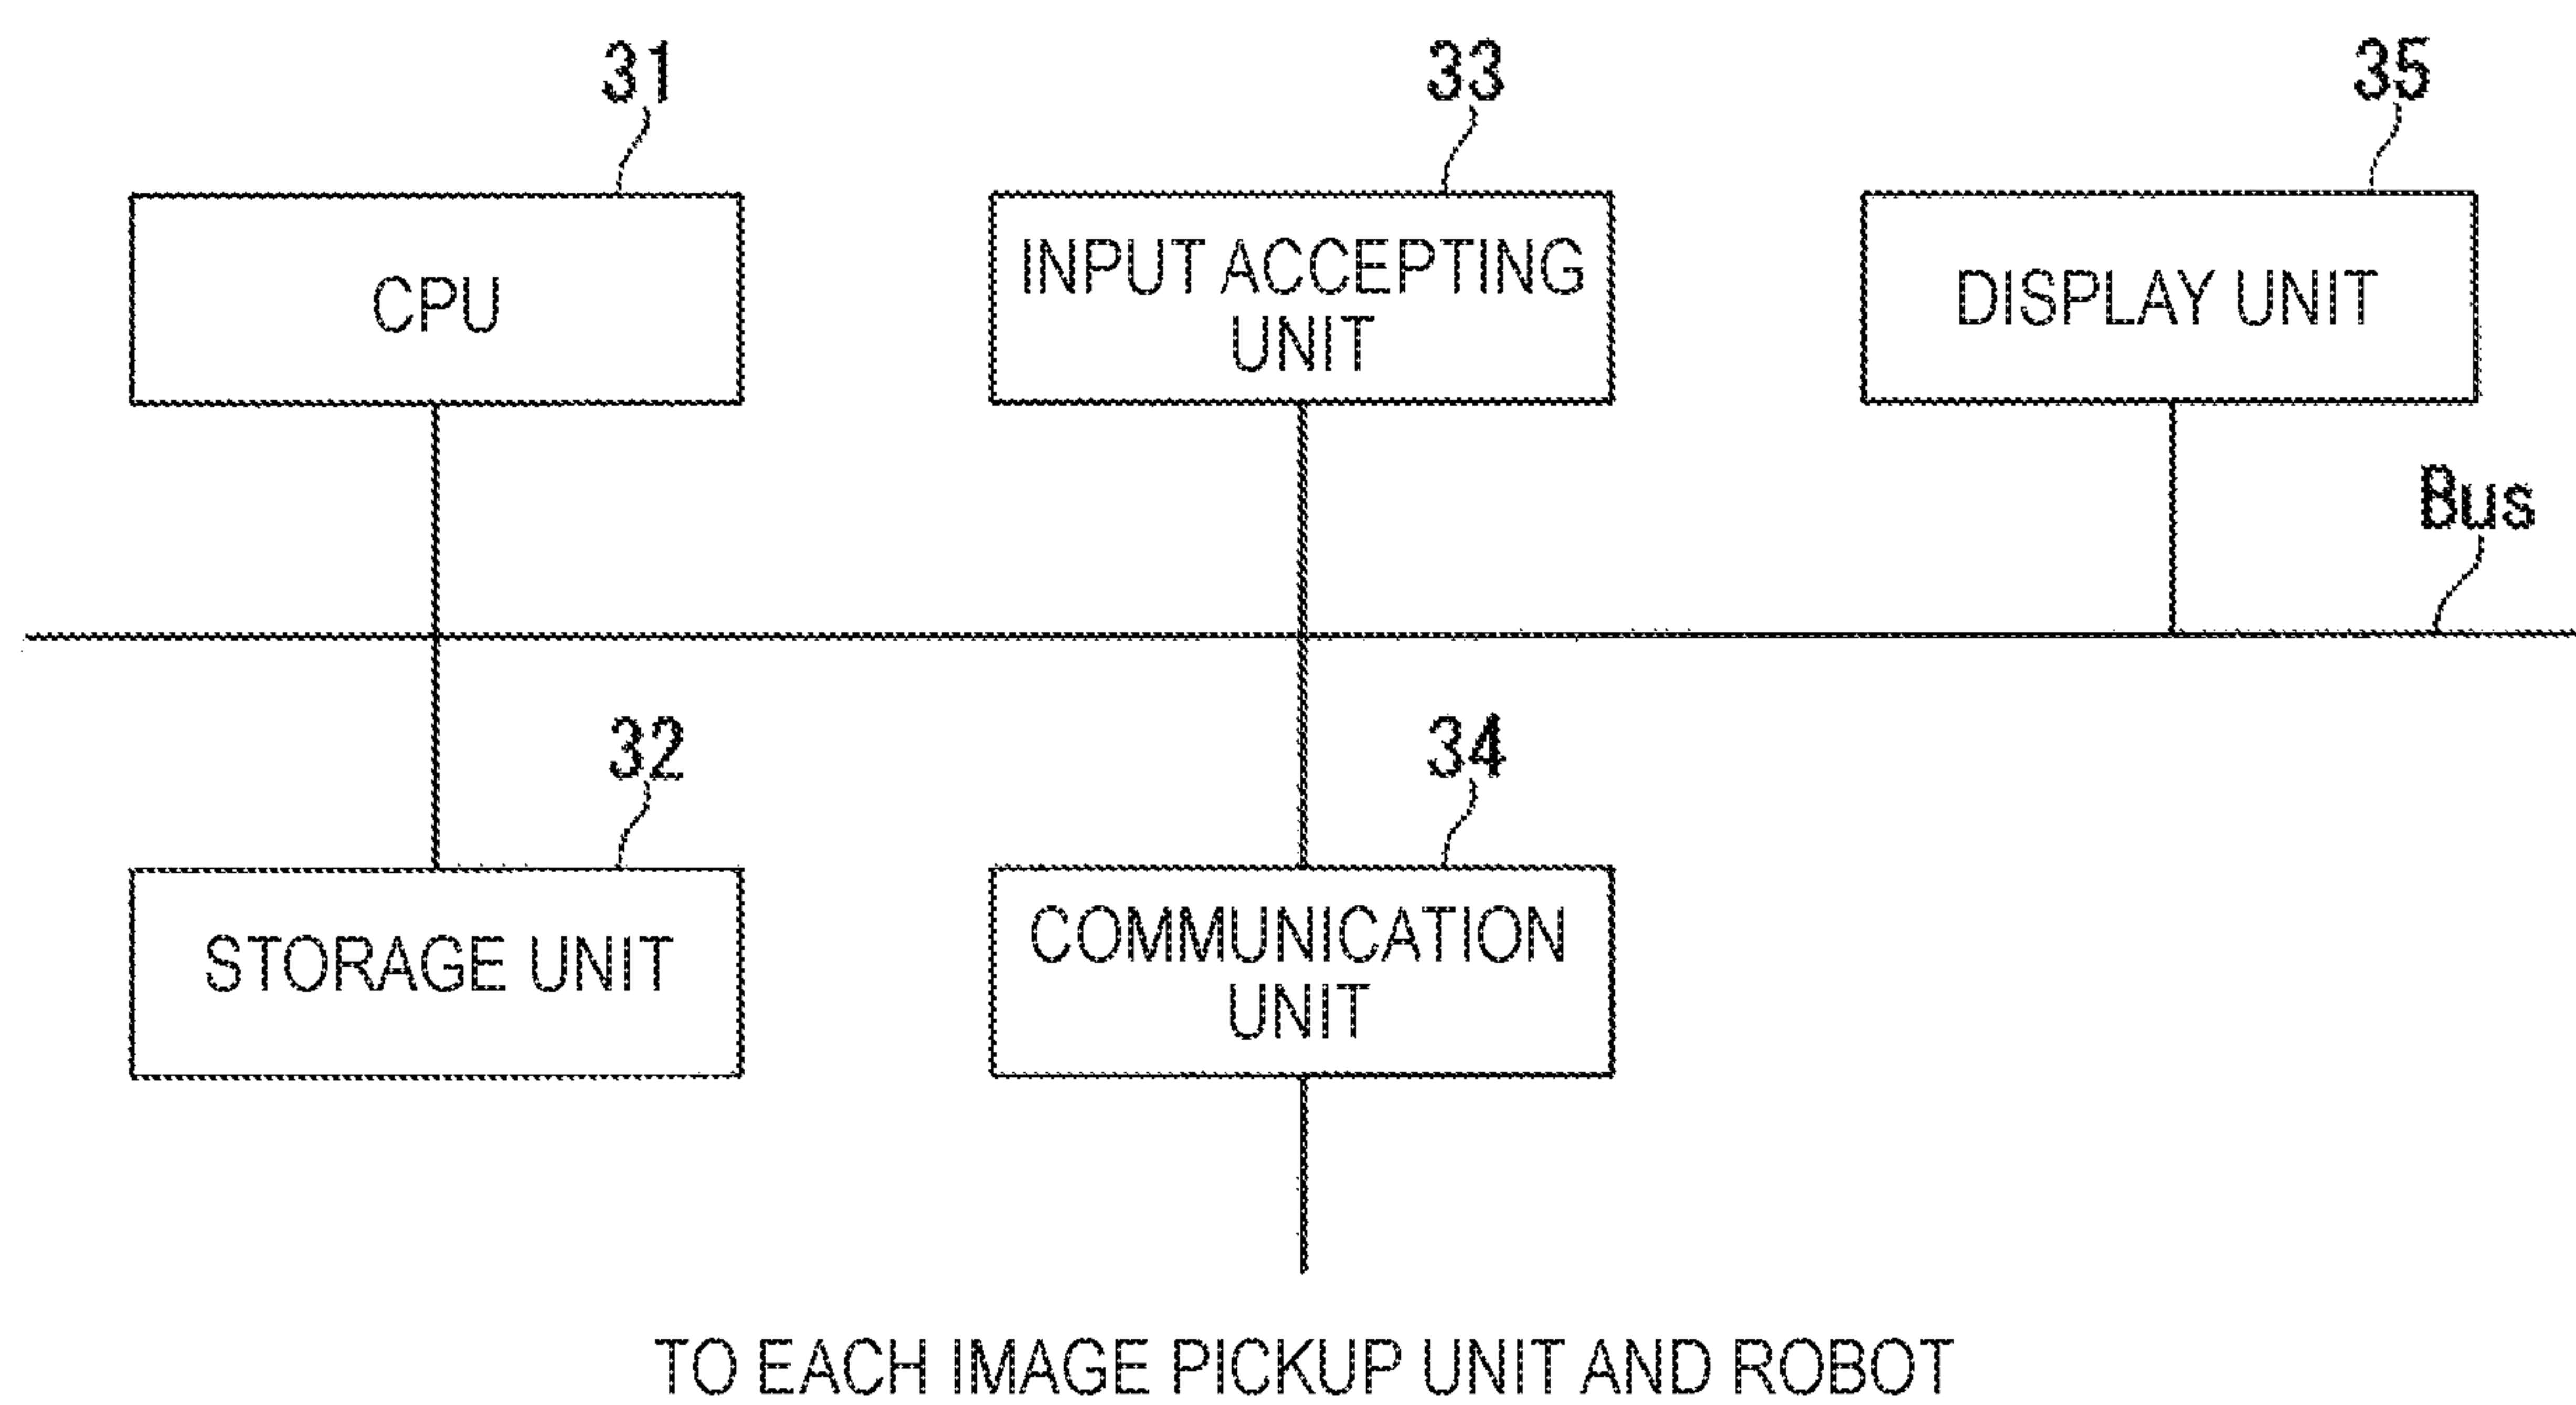 31
33
35
CPU
INPUT ACCEPTING
UNIT
DISPLAY UNIT
Bus
32
34
STORAGE UNIT
COMMUNICATION
UNIT
TO EACH IMAGE PICKUP UNIT AND ROBOT